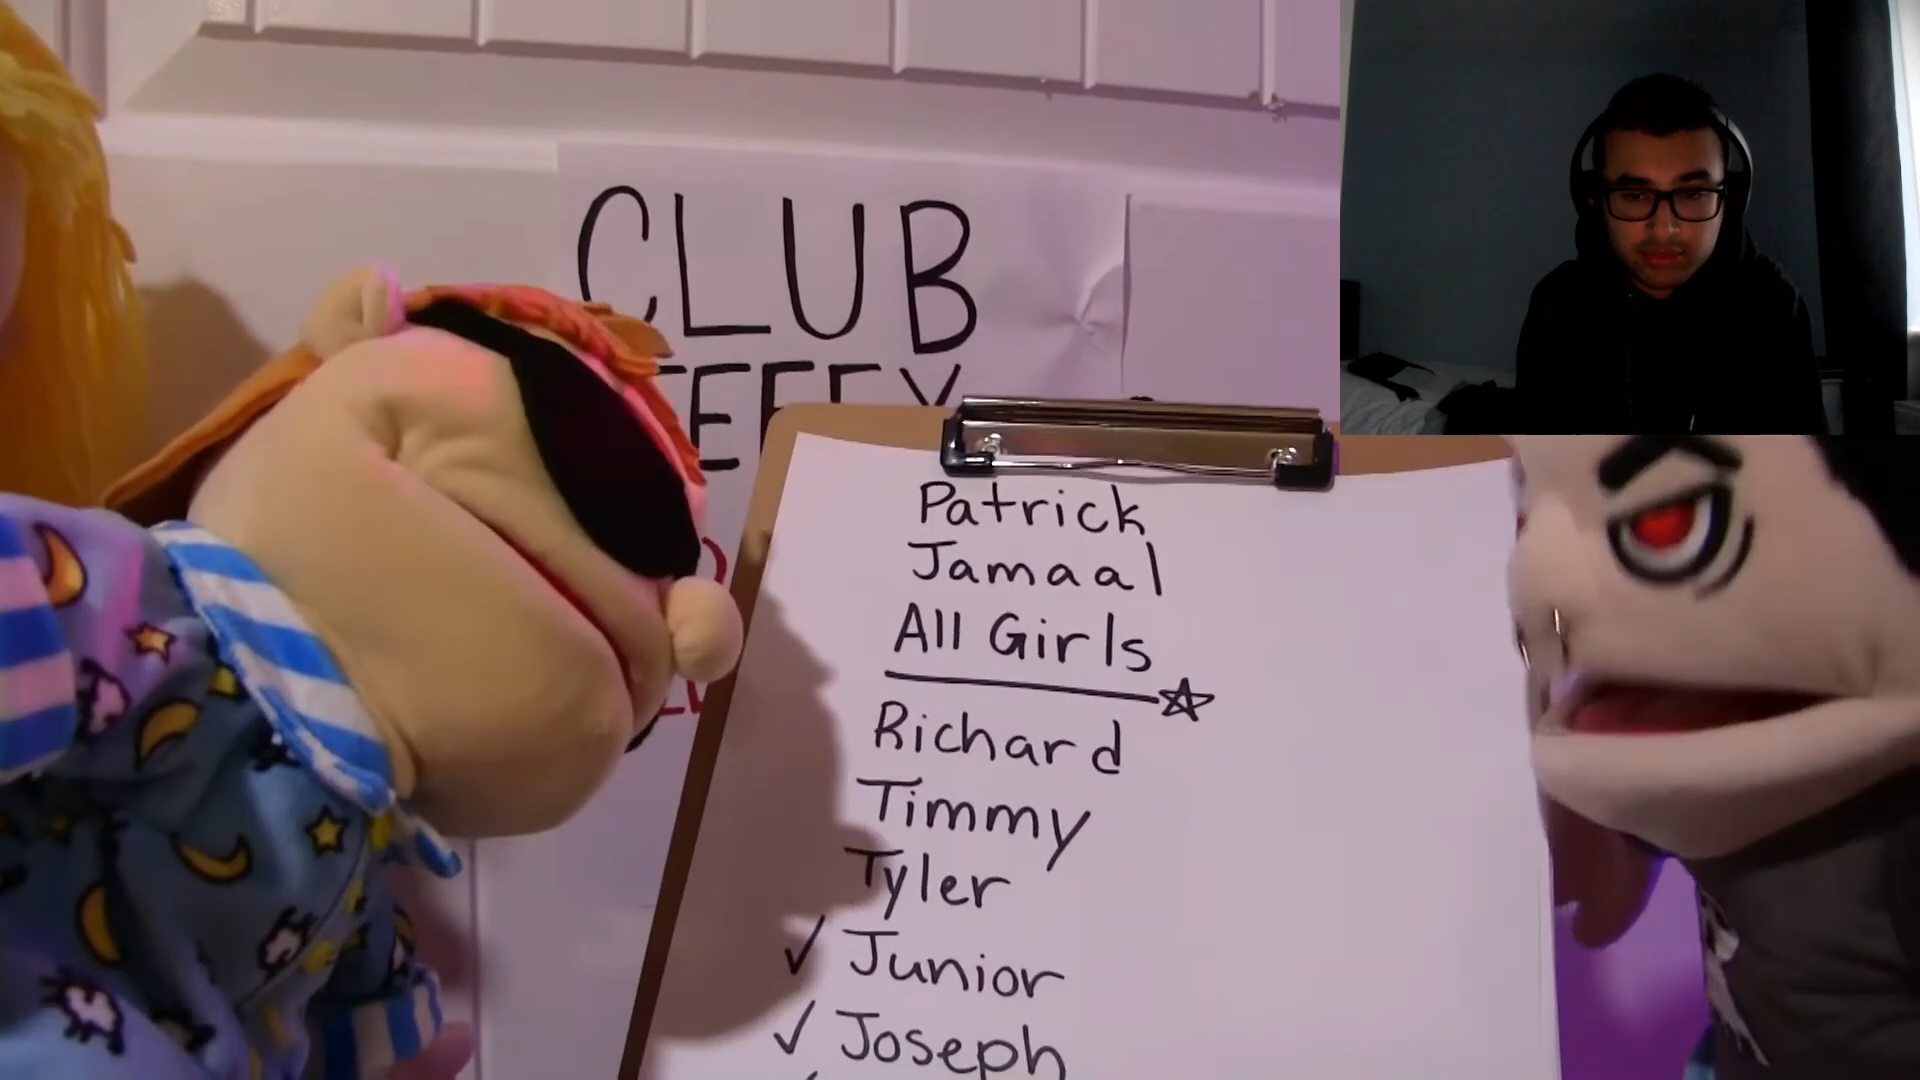 CLUB
Patrick
Jamaal
All Girls
Richard
Timmy
Tyler
✓ Junior
✓ Joseph